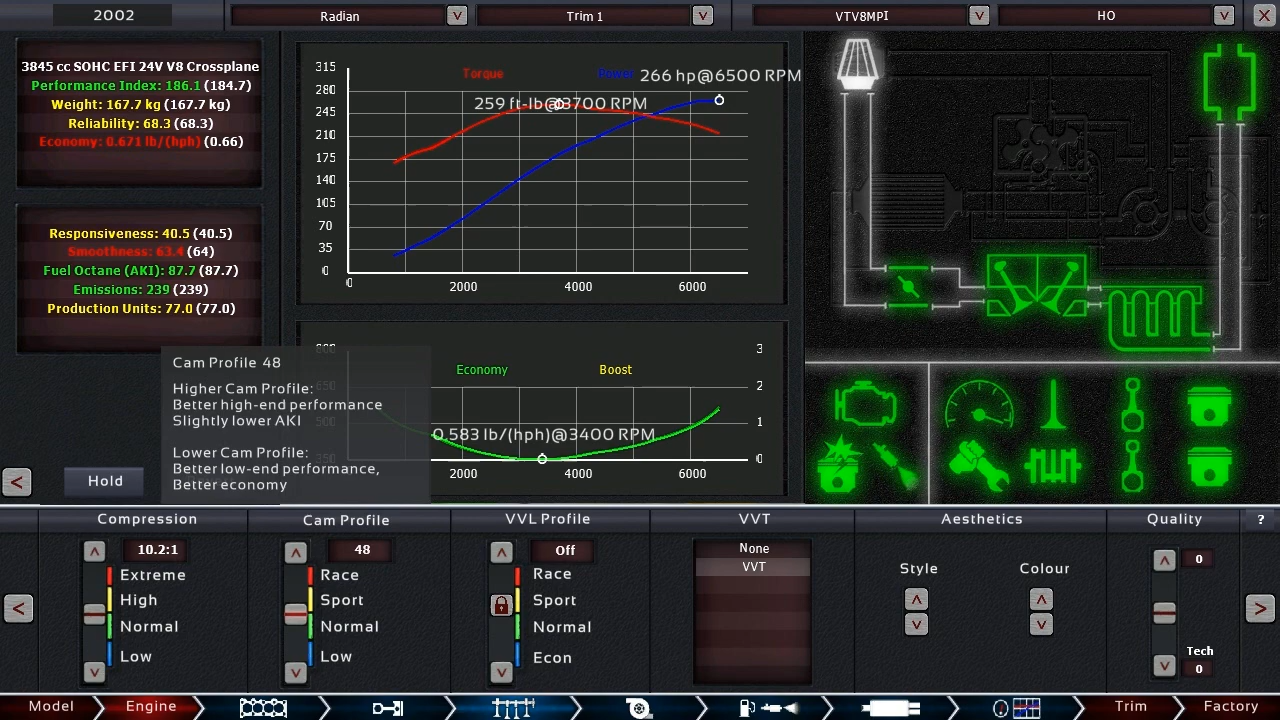 2002
Radian
Trim 1
VTV8MPI
HO
3845 cc SOHC EFI 24V V8 Crossplane
Performance Index: 186.1 (184.7)
Weight: 167.7 kg (167.7 kg)
Reliability: 68.3 (68.3)
Economy: 0.671 lb/(hph) (0.66)
Responsiveness: 40.5 (40.5)
Smoothness: 63.4 (64)
Fuel Octane (AKI): 87.7 (87.7)
Emissions: 239 (239)
Production Units: 77.0 (77.0)
315
280
245
210
175
140
105
70
35
0
Torque
Power
266 hp@6500 RPM
259 ft-lb@3700 RPM
0
2000
4000
6000
3
2
1
0
Economy
Boost
0.583 lb/(hph)@3400 RPM
2000
4000
6000
Cam Profile 48
Higher Cam Profile:
Better high-end performance
Slightly lower AKI
Lower Cam Profile:
Better low-end performance,
Better economy
Hold
Compression
10.2:1
Extreme
High
Normal
Low
Cam Profile
48
Race
Sport
Normal
Low
VVL Profile
Off
Race
Sport
Normal
Econ
VVT
None
VVT
Aesthetics
Style
Colour
Quality
0
Tech
0
?
Model
Engine
Trim
Factory